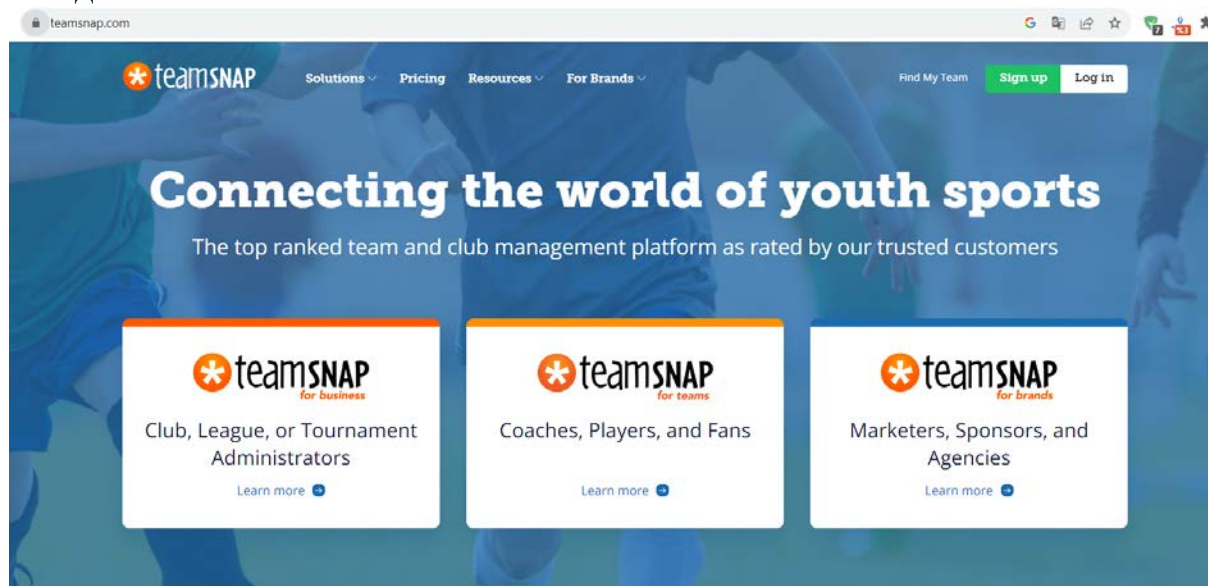 teamsnap.com
teamsnap Solutions Pricing Resources For Brands Find My Team Sign up Log in
Connecting the world of youth sports
The top ranked team and club management platform as rated by our trusted customers
teamsnap
for business
Club, League, or Tournament
Administrators
Learn more
teamsnap
for teams
Coaches, Players, and Fans
Learn more
teamsnap
for brands
Marketers, Sponsors, and
Agencies
Learn more